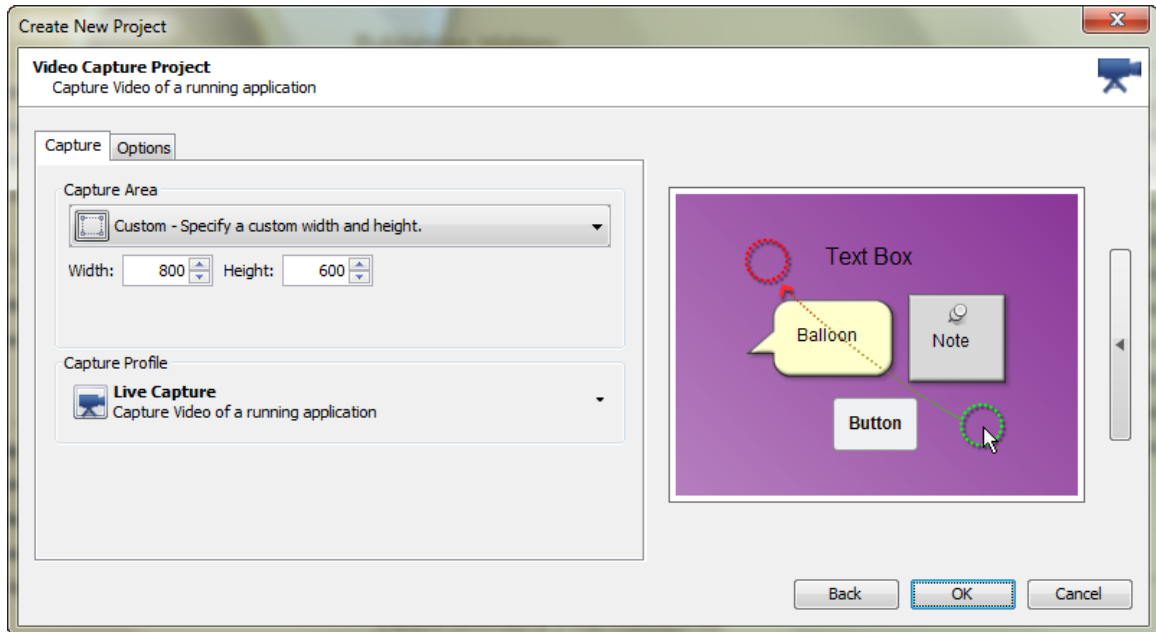 Create New Project
Video Capture Project
Capture Video of a running application
Capture Options
Capture Area
Custom - Specify a custom width and height.
Width: 800 Height: 600
Capture Profile
Live Capture
Capture Video of a running application
Text Box
Balloon
Note
Button
Back OK Cancel